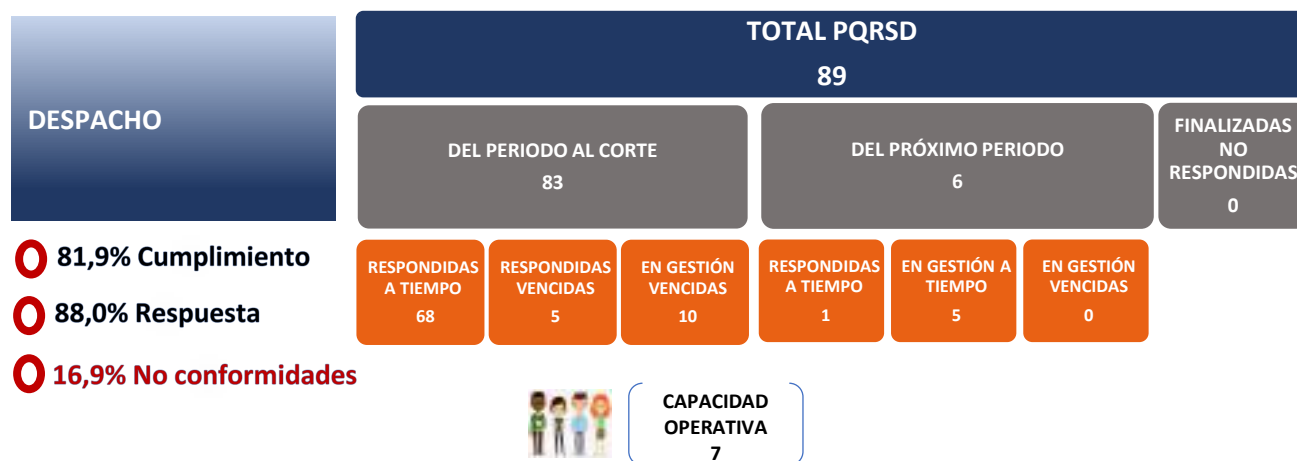 DESPACHO
TOTAL PQRSD
89
DEL PERIODO AL CORTE
83
DEL PRÓXIMO PERIODO
6
FINALIZADAS
NO
RESPONDIDAS
0
81,9% Cumplimiento
88,0% Respuesta
16,9% No conformidades
RESPONDIDAS
A TIEMPO
68
RESPONDIDAS
VENCIDAS
5
EN GESTIÓN
VENCIDAS
10
RESPONDIDAS
A TIEMPO
1
EN GESTIÓN A
TIEMPO
5
EN GESTIÓN
VENCIDAS
0
CAPACIDAD
OPERATIVA
7